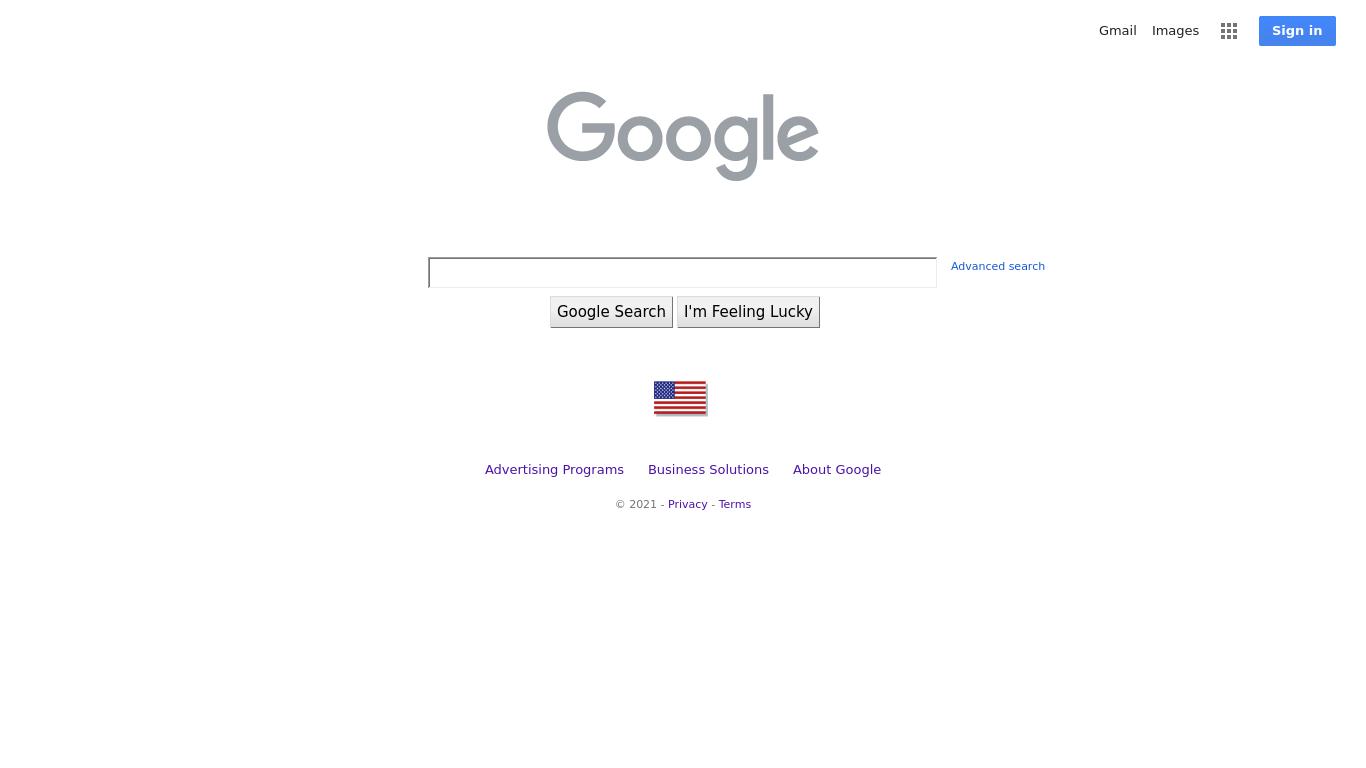 Gmail Images Sign in
Google
Advanced search
Google Search I'm Feeling Lucky
Advertising Programs Business Solutions About Google
© 2021 - Privacy - Terms